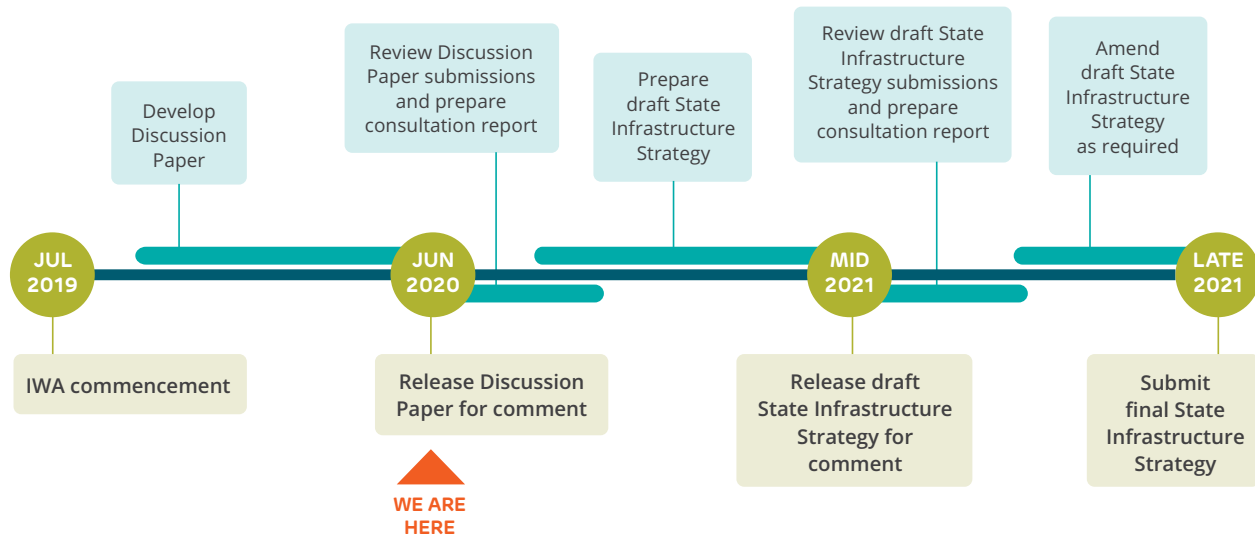 Develop
Discussion
Paper
Review Discussion
Paper submissions
and prepare
consultation report
Prepare
draft State
Infrastructure
Strategy
Review draft State
Infrastructure
Strategy submissions
and prepare
consultation report
Amend
draft State
Infrastructure
Strategy
as required
JUL
2019
JUN
2020
MID
2021
LATE
2021
IWA commencement
Release Discussion
Paper for comment
Release draft
State Infrastructure
Strategy for
comment
Submit
final State
Infrastructure
Strategy
WE ARE
HERE